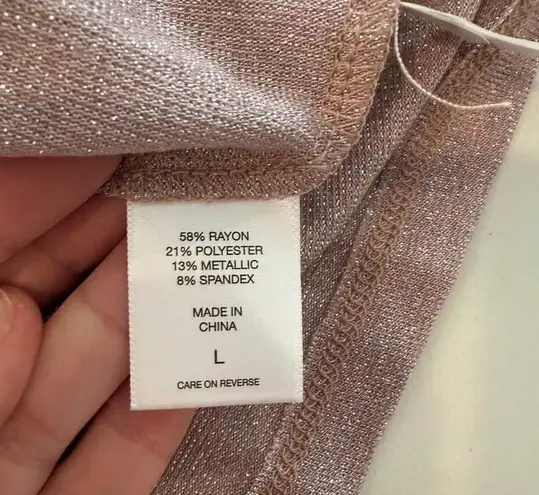 58% RAYON
21% POLYESTER
13% METALLIC
8% SPANDEX
MADE IN
CHINA
L
CARE ON REVERSE